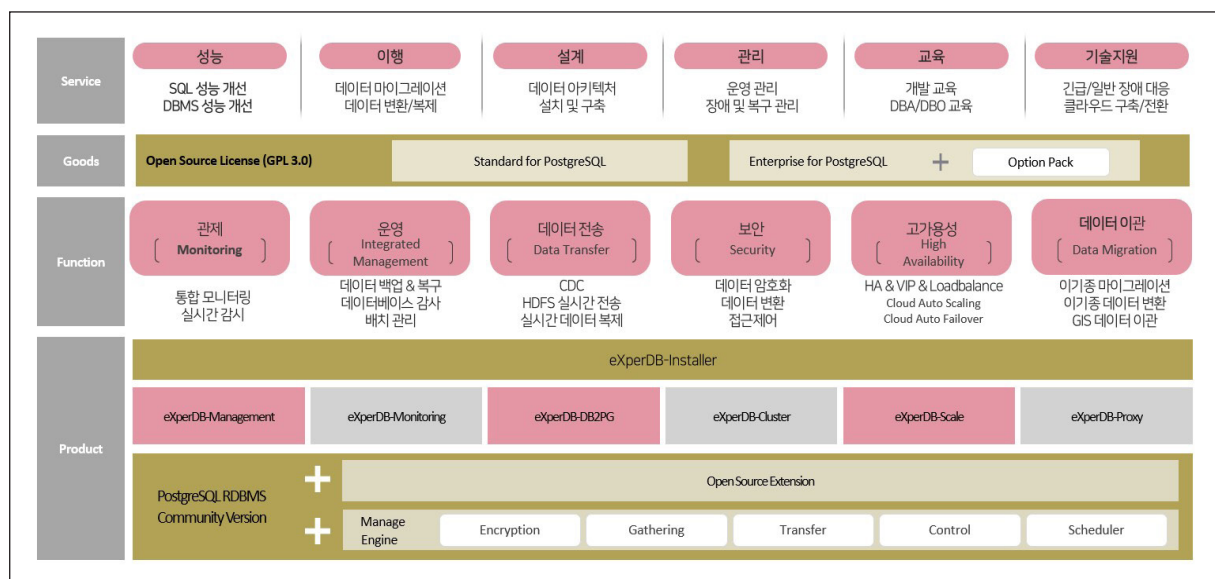 Service
성능
이행
설계
관리
교육
기술지원
SQL 성능 개선
DBMS 성능 개선
데이터 마이그레이션
데이터 변환/복제
데이터 아키텍처
설치 및 구축
운영 관리
장애 및 복구 관리
개발 교육
DBA/DBO 교육
긴급/일반 장애 대응
클라우드 구축/전환
Goods
Open Source License (GPL 3.0)
Standard for PostgreSQL
Enterprise for PostgreSQL
+
Option Pack
Function
관제
[ Monitoring ]
운영
[ Integrated
Management ]
데이터 전송
[ Data Transfer ]
보안
[ Security ]
고가용성
[ High
Availability ]
데이터 이관
[ Data Migration ]
통합 모니터링
실시간 감시
데이터 백업 & 복구
데이터베이스 감사
배치 관리
CDC
HDFS 실시간 전송
실시간 데이터 복제
데이터 암호화
데이터 변환
접근제어
HA & VIP & Loadbalance
Cloud Auto Scaling
Cloud Auto Failover
이기종 마이그레이션
이기종 데이터 변환
GIS 데이터 이관
Product
eXperDB-Installer
eXperDB-Management
eXperDB-Monitoring
eXperDB-DB2PG
eXperDB-Cluster
eXperDB-Scale
eXperDB-Proxy
PostgreSQL RDBMS
Community Version
+
Open Source Extension
+
Manage
Engine
Encryption
Gathering
Transfer
Control
Scheduler